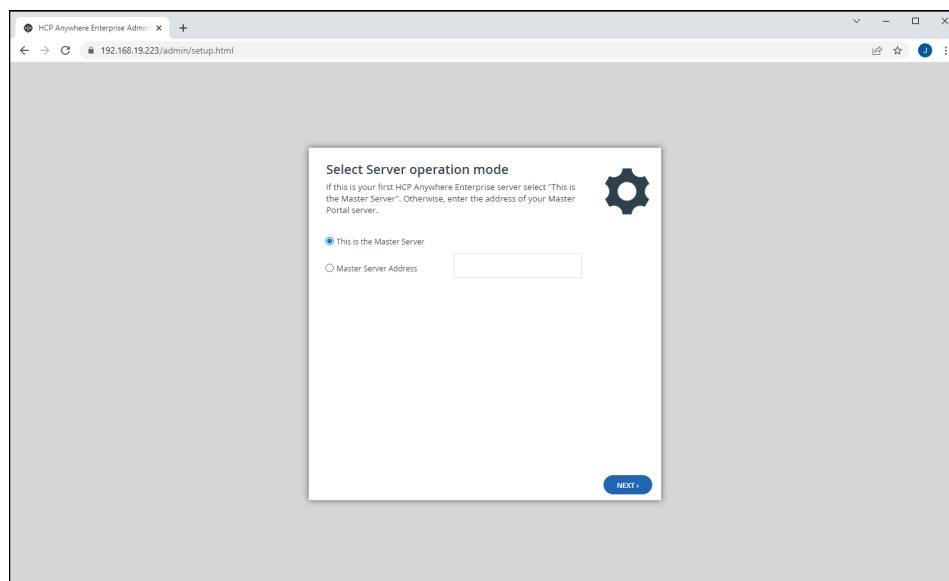 HCP Anywhere Enterprise Admin
192.168.19.223/admin/setup.html
J
Select Server operation mode
If this is your first HCP Anywhere Enterprise server select "This is
the Master Server". Otherwise, enter the address of your Master
Portal server.
This is the Master Server
Master Server Address
NEXT ›